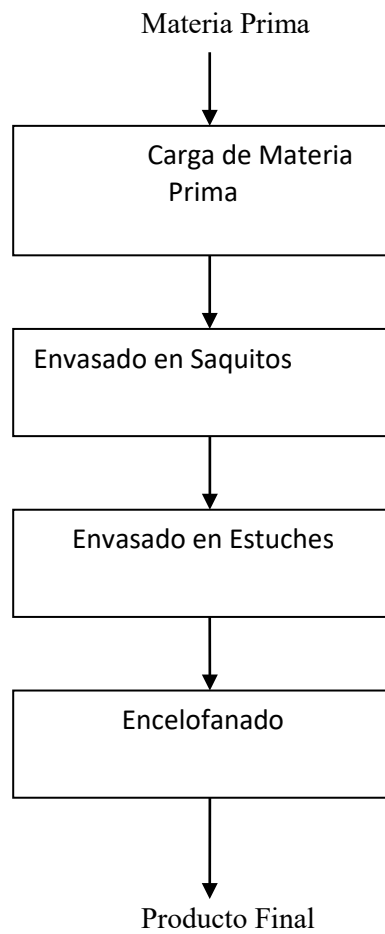 Materia Prima
Carga de Materia
Prima
Envasado en Saquitos
Envasado en Estuches
Encelofanado
Producto Final